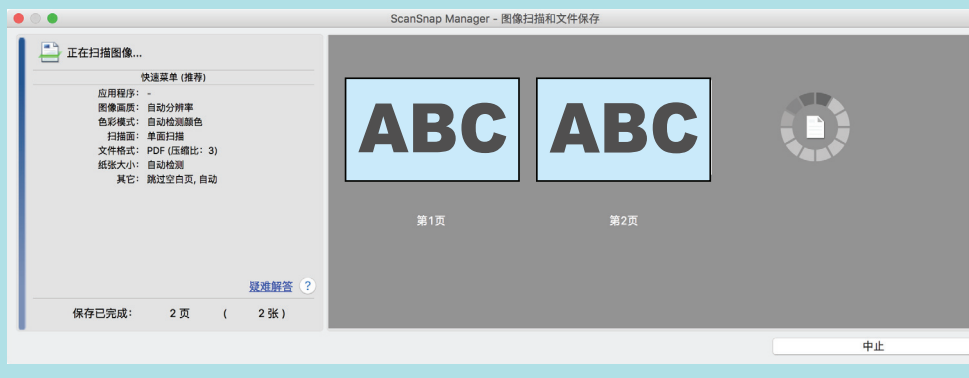 ScanSnap Manager - 图像扫描和文件保存
正在扫描图像...
快速菜单 (推荐)
应用程序： -
图像画质： 自动分辨率
色彩模式： 自动检测颜色
扫描面： 单面扫描
文件格式： PDF (压缩比：3)
纸张大小： 自动检测
其它： 跳过空白页, 自动
疑难解答 ?
保存已完成： 2 页 ( 2 张 )
ABC ABC
第1页 第2页
中止